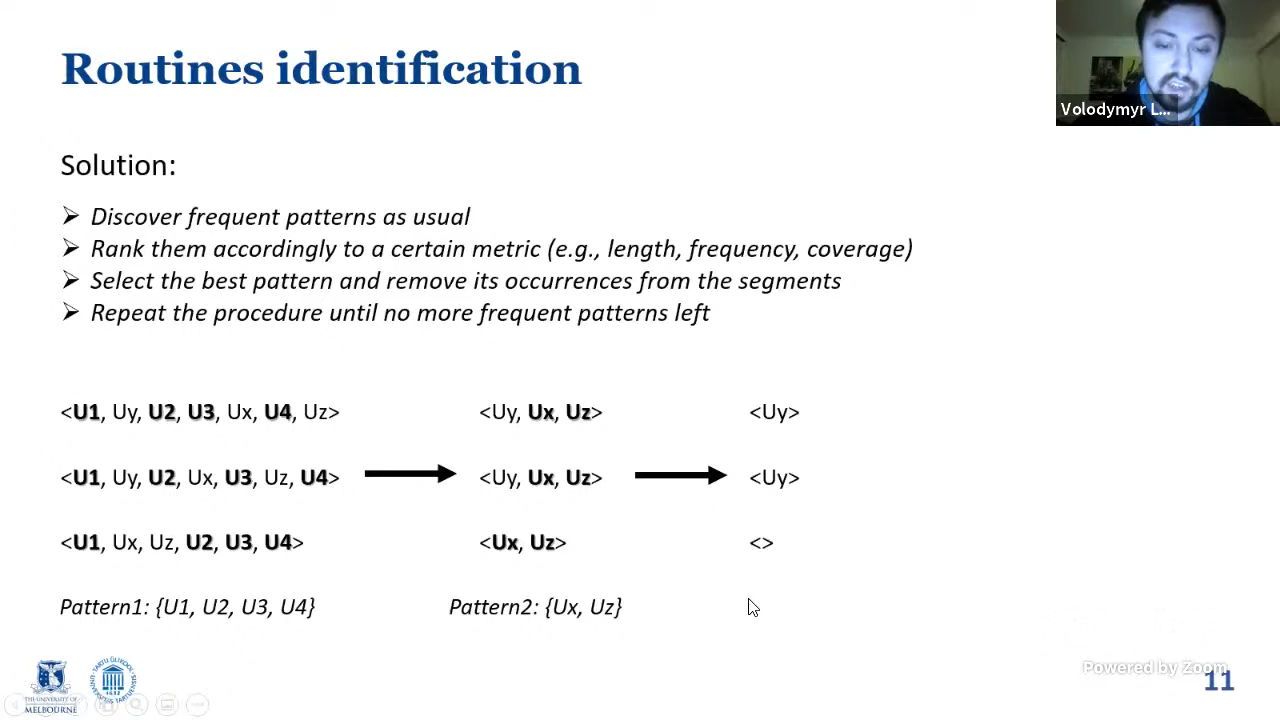 Routines identification
Volodymyr L...
Solution:
➢ Discover frequent patterns as usual
➢ Rank them accordingly to a certain metric (e.g., length, frequency, coverage)
➢ Select the best pattern and remove its occurrences from the segments
➢ Repeat the procedure until no more frequent patterns left
<U1, Uy, U2, U3, Ux, U4, Uz> <Uy, Ux, Uz> <Uy>
<U1, Uy, U2, Ux, U3, Uz, U4> <Uy, Ux, Uz> <Uy>
<U1, Ux, Uz, U2, U3, U4> <Ux, Uz> <>
Pattern1: {U1, U2, U3, U4} Pattern2: {Ux, Uz}
THE UNIVERSITY OF
MELBOURNE
Powered by Zoom
11